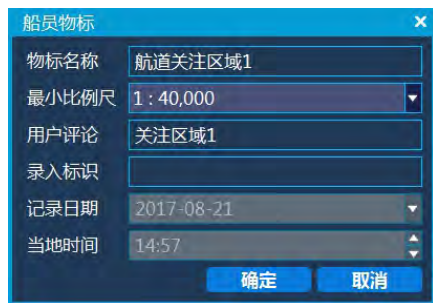 船员物标 ×
物标名称 航道关注区域1
最小比例尺 1 : 40,000
用户评论 关注区域1
录入标识
记录日期 2017-08-21
当地时间 14:57
确定 取消